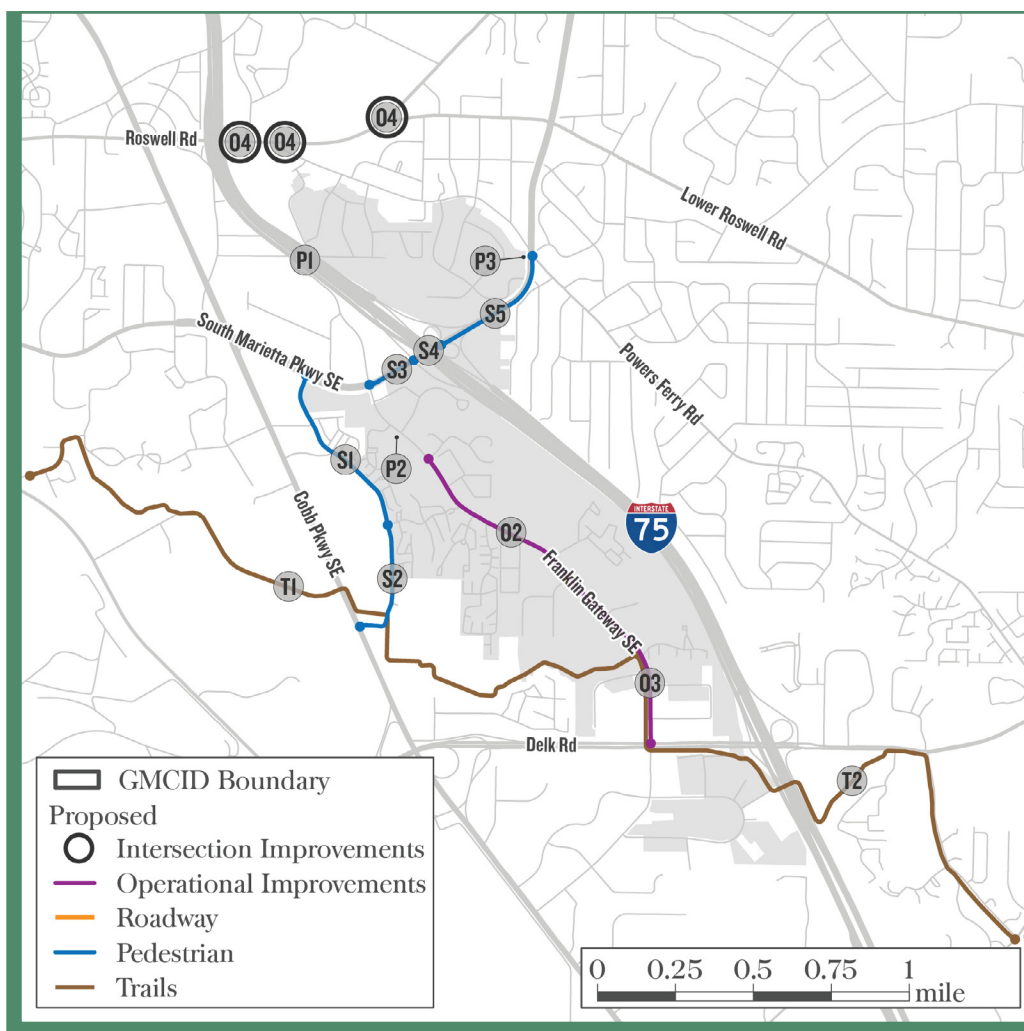 O4
Roswell Rd
O4
O4
Lower Roswell Rd
P1
P3
S5
South Marietta Pkwy SE
S4
S3
Powers Ferry Rd
S1
P2
Cobb Pkwy SE
O2
INTERSTATE
75
T1
S2
Franklin Gateway SE
O3
Delk Rd
T2
GMCID Boundary
Proposed
Intersection Improvements
Operational Improvements
Roadway
Pedestrian
Trails
0 0.25 0.5 0.75 1
mile